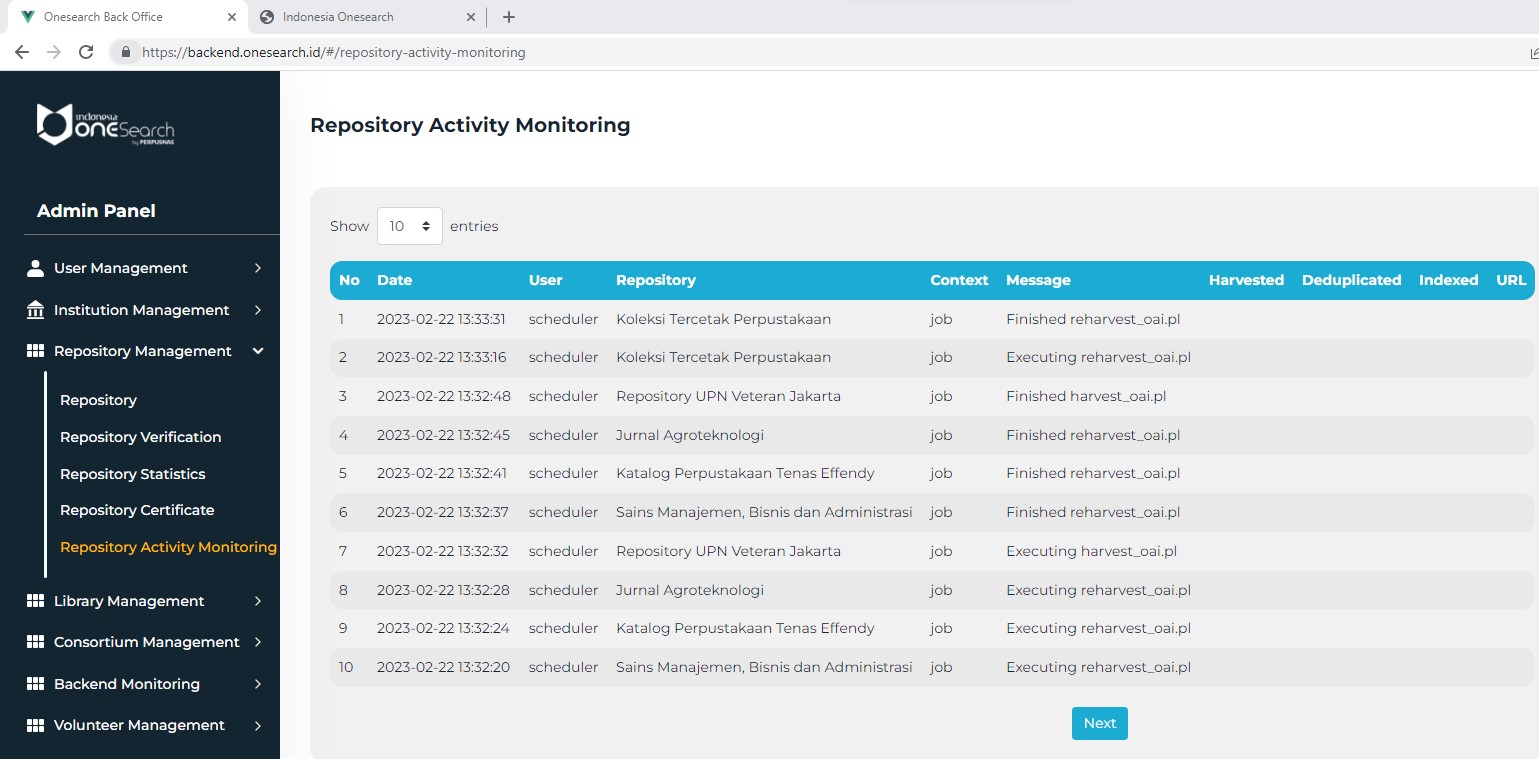 Onesearch Back Office
Indonesia Onesearch
https://backend.onesearch.id/#/repository-activity-monitoring
indonesia
oneSearch
by PERPUSNAS
Admin Panel
User Management
Institution Management
Repository Management
Repository
Repository Verification
Repository Statistics
Repository Certificate
Repository Activity Monitoring
Library Management
Consortium Management
Backend Monitoring
Volunteer Management
Repository Activity Monitoring
Show 10 entries
No Date User Repository Context Message Harvested Deduplicated Indexed URL
1 2023-02-22 13:33:31 scheduler Koleksi Tercetak Perpustakaan job Finished reharvest_oai.pl
2 2023-02-22 13:33:16 scheduler Koleksi Tercetak Perpustakaan job Executing reharvest_oai.pl
3 2023-02-22 13:32:48 scheduler Repository UPN Veteran Jakarta job Finished harvest_oai.pl
4 2023-02-22 13:32:45 scheduler Jurnal Agroteknologi job Finished reharvest_oai.pl
5 2023-02-22 13:32:41 scheduler Katalog Perpustakaan Tenas Effendy job Finished reharvest_oai.pl
6 2023-02-22 13:32:37 scheduler Sains Manajemen, Bisnis dan Administrasi job Finished reharvest_oai.pl
7 2023-02-22 13:32:32 scheduler Repository UPN Veteran Jakarta job Executing harvest_oai.pl
8 2023-02-22 13:32:28 scheduler Jurnal Agroteknologi job Executing reharvest_oai.pl
9 2023-02-22 13:32:24 scheduler Katalog Perpustakaan Tenas Effendy job Executing reharvest_oai.pl
10 2023-02-22 13:32:20 scheduler Sains Manajemen, Bisnis dan Administrasi job Executing reharvest_oai.pl
Next